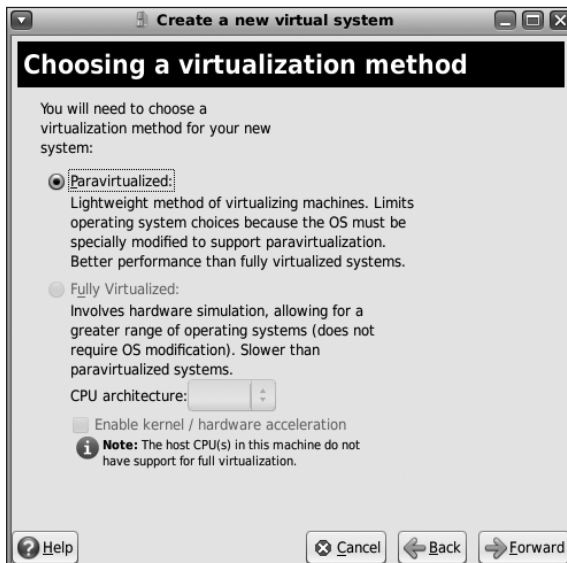 Create a new virtual system
Choosing a virtualization method
You will need to choose a
virtualization method for your new
system:
Paravirtualized:
Lightweight method of virtualizing machines. Limits
operating system choices because the OS must be
specially modified to support paravirtualization.
Better performance than fully virtualized systems.
Fully Virtualized:
Involves hardware simulation, allowing for a
greater range of operating systems (does not
require OS modification). Slower than
paravirtualized systems.
CPU architecture:
Enable kernel / hardware acceleration
Note: The host CPU(s) in this machine do not
have support for full virtualization.
Help Cancel Back Forward